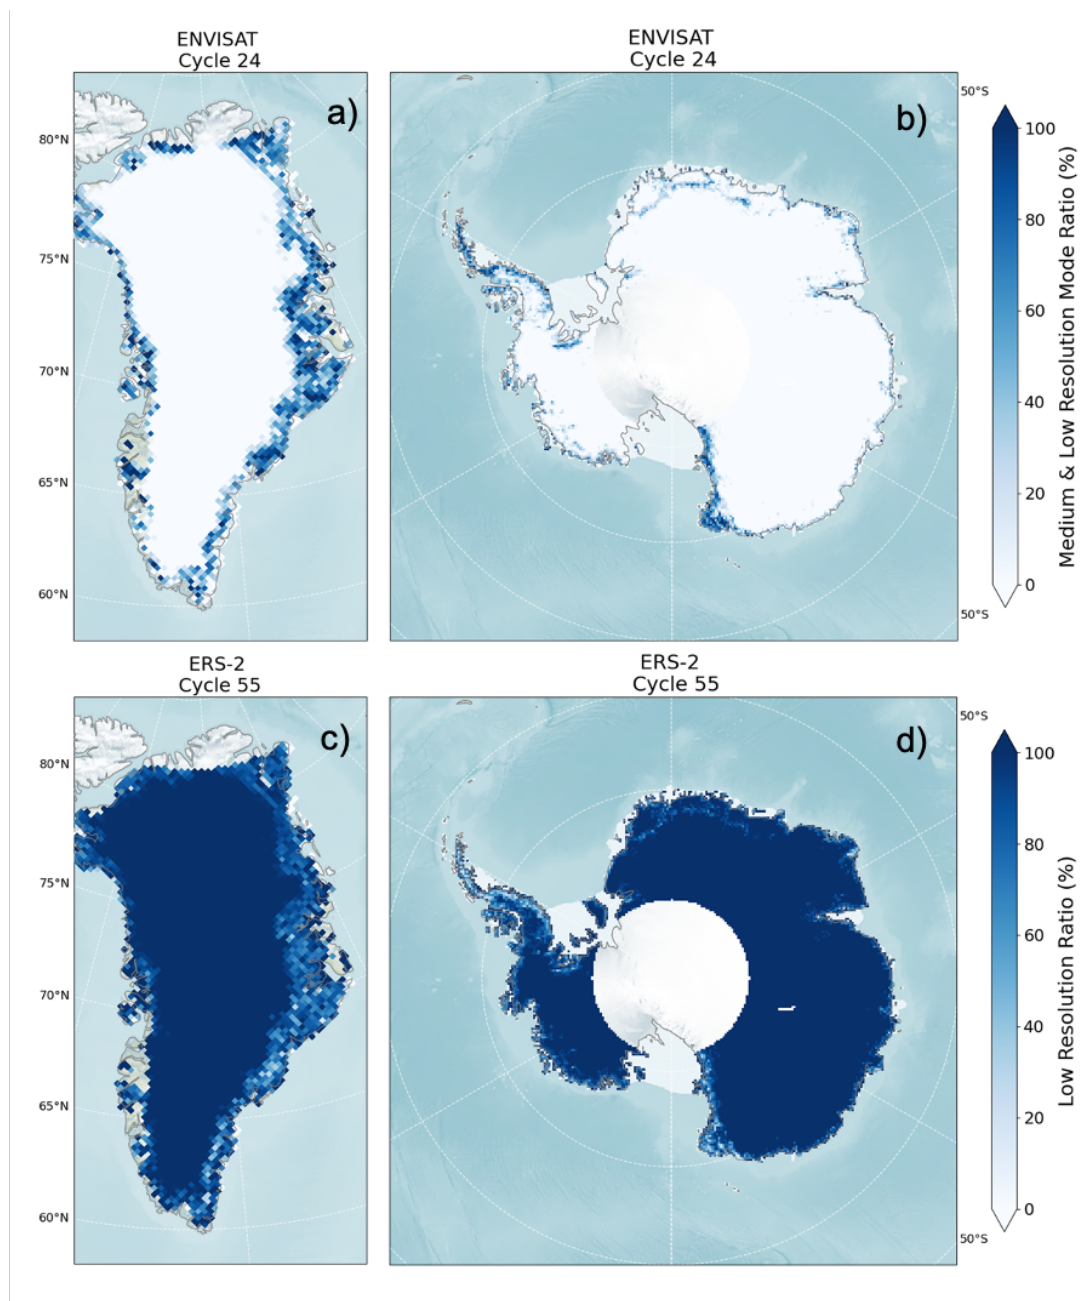 ENVISAT
Cycle 24
ENVISAT
Cycle 24
a)
b)
80°N
75°N
70°N
65°N
60°N
50°S
50°S
100
80
60
40
20
0
Medium & Low Resolution Mode Ratio (%)
ERS-2
Cycle 55
ERS-2
Cycle 55
c)
d)
80°N
75°N
70°N
65°N
60°N
50°S
50°S
100
80
60
40
20
0
Low Resolution Ratio (%)